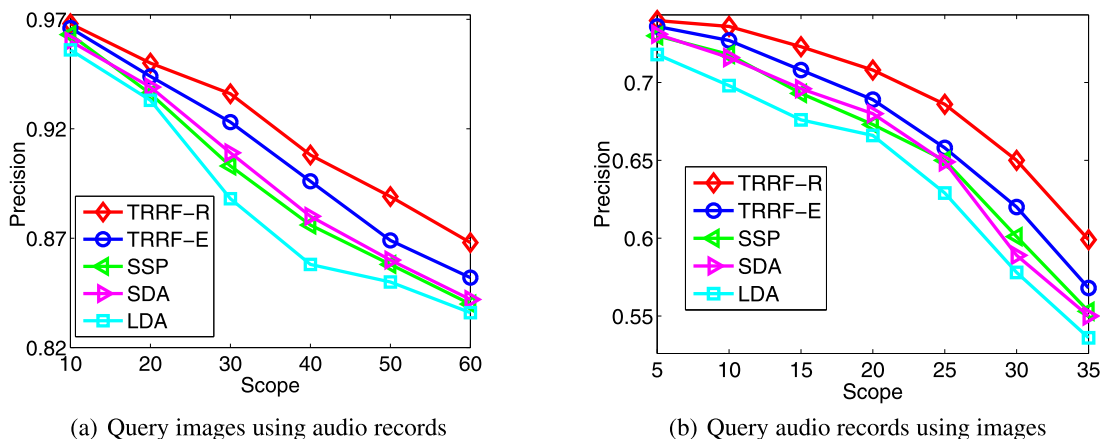 0.97
0.92
0.87
0.82
Precision
TRRF-R
TRRF-E
SSP
SDA
LDA
10 20 30 40 50 60
Scope
(a) Query images using audio records
0.7
0.65
0.6
0.55
Precision
TRRF-R
TRRF-E
SSP
SDA
LDA
5 10 15 20 25 30 35
Scope
(b) Query audio records using images